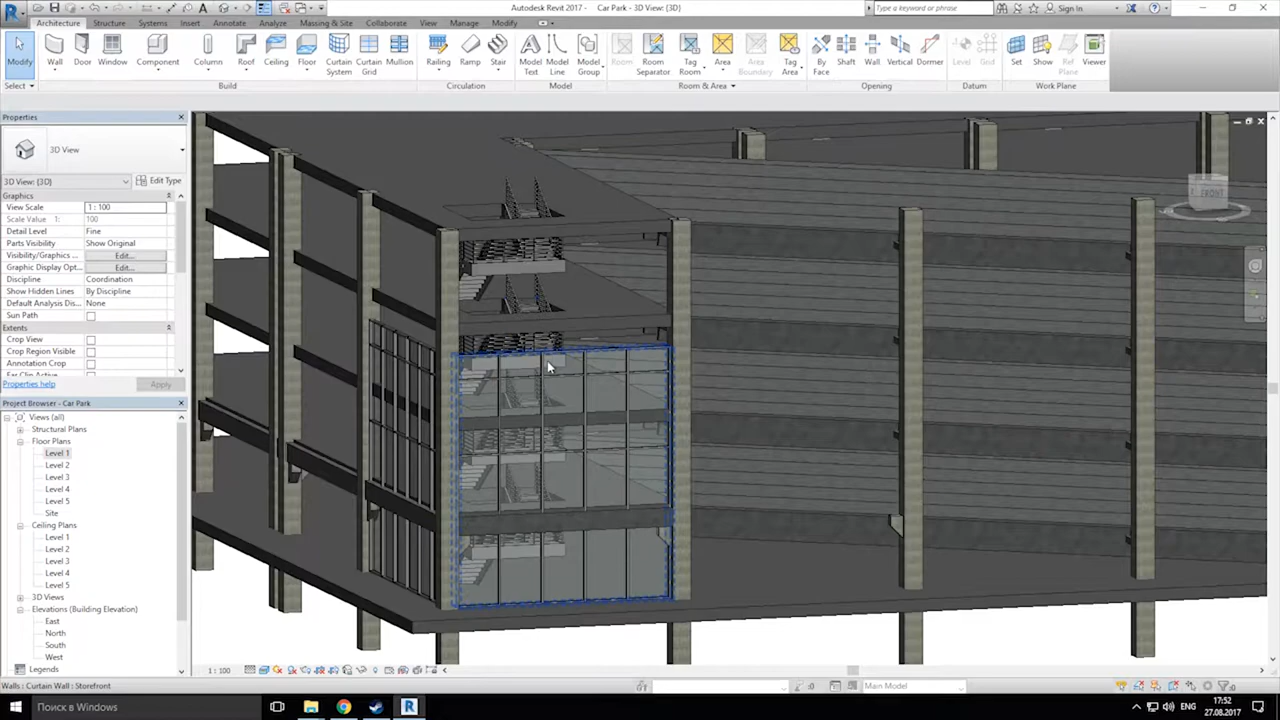 Autodesk Revit 2017 - Car Park - 3D View: {3D}
Type a keyword or phrase
Sign In
Architecture Structure Systems Insert Annotate Analyze Massing & Site Collaborate View Manage Modify
Modify Wall Door Window Component Column Roof Ceiling Floor Curtain System Curtain Grid Mullion Railing Ramp Stair Model Text Model Line Model Group Room Room Separator Tag Room Area Area Boundary Tag Area By Face Shaft Wall Vertical Dormer Level Grid Set Show Ref Plane Viewer
Select Build Circulation Model Room & Area Opening Datum Work Plane
Properties
3D View
3D View: {3D} Edit Type
Graphics
View Scale 1 : 100
Scale Value 1: 100
Detail Level Fine
Parts Visibility Show Original
Visibility/Graphics ... Edit...
Graphic Display Opt... Edit...
Discipline Coordination
Show Hidden Lines By Discipline
Default Analysis Dis... None
Sun Path
Extents
Crop View
Crop Region Visible
Annotation Crop
Far Clip Active
Properties help Apply
Project Browser - Car Park
Views (all)
Structural Plans
Floor Plans
Level 1
Level 2
Level 3
Level 4
Level 5
Site
Ceiling Plans
Level 1
Level 2
Level 3
Level 4
Level 5
3D Views
Elevations (Building Elevation)
East
North
South
West
Legends
FRONT
1 : 100
Walls : Curtain Wall : Storefront
:0
Main Model
:0
Поиск в Windows
ENG
17:52
27.08.2017